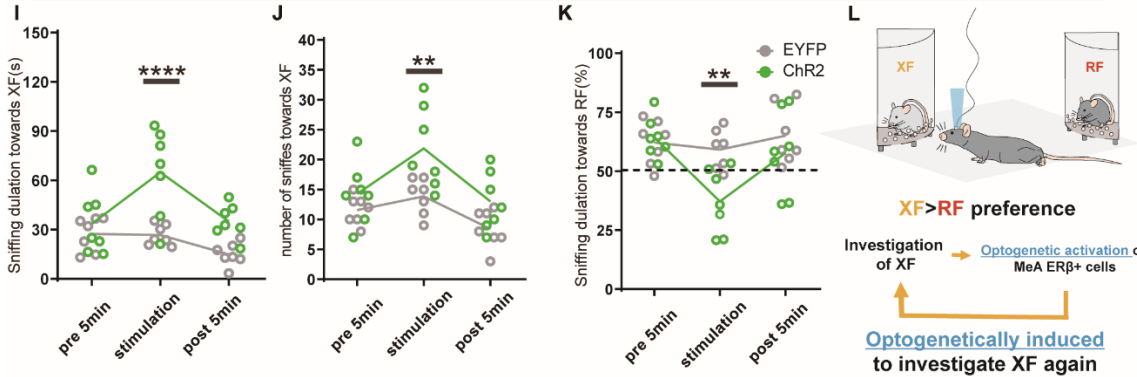 I
Sniffing dulation towards XF(s)
150
120
90
60
30
0
****
pre 5min
stimulation
post 5min
J
number of sniffies towards XF
40
35
30
25
20
15
10
5
0
**
pre 5min
stimulation
post 5min
K
Sniffing dulation towards RF(%)
100
75
50
25
0
**
EYFP
ChR2
pre 5min
stimulation
post 5min
L
XF
RF
XF>RF preference
Investigation
of XF
Optogenetic activation
MeA ERβ+ cells
Optogenetically induced
to investigate XF again